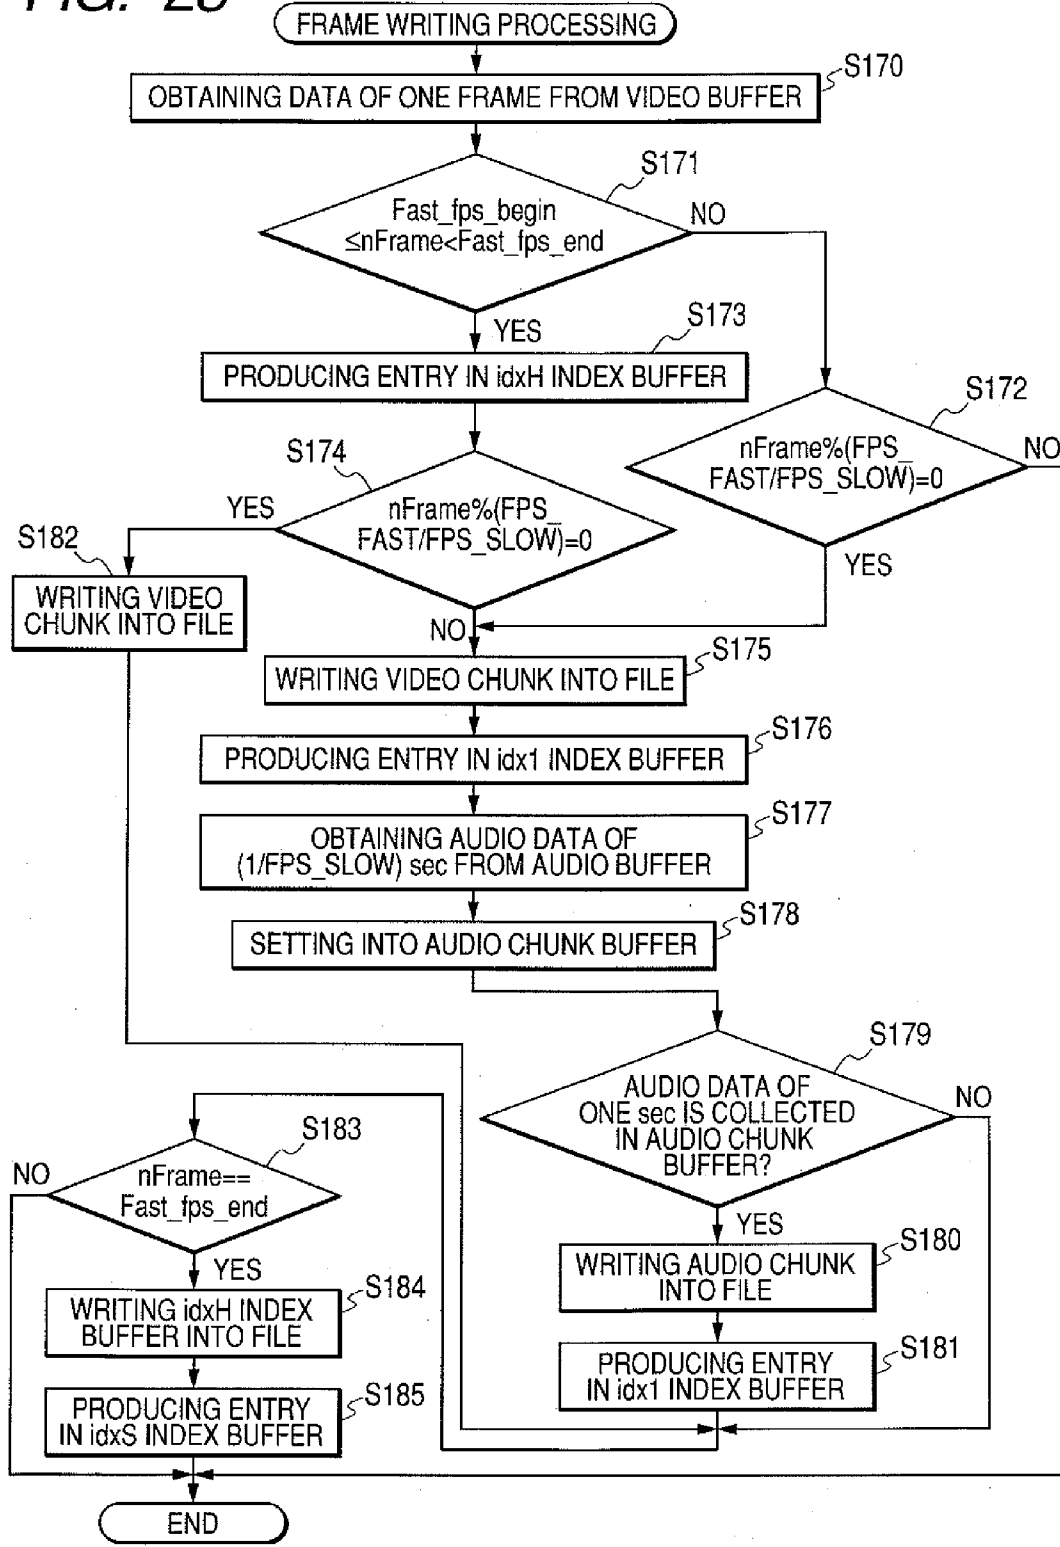 FRAME WRITING PROCESSING
S170
OBTAINING DATA OF ONE FRAME FROM VIDEO BUFFER
S171
Fast_fps_begin
≤nFrame<Fast_fps_end
NO
YES
S173
PRODUCING ENTRY IN idxH INDEX BUFFER
S172
nFrame%(FPS_
FAST/FPS_SLOW)=0
NO
YES
S174
nFrame%(FPS_
FAST/FPS_SLOW)=0
YES
NO
S182
WRITING VIDEO
CHUNK INTO FILE
S175
WRITING VIDEO CHUNK INTO FILE
S176
PRODUCING ENTRY IN idx1 INDEX BUFFER
S177
OBTAINING AUDIO DATA OF
(1/FPS_SLOW) sec FROM AUDIO BUFFER
S178
SETTING INTO AUDIO CHUNK BUFFER
S179
AUDIO DATA OF
ONE sec IS COLLECTED
IN AUDIO CHUNK
BUFFER?
NO
YES
S180
WRITING AUDIO CHUNK
INTO FILE
S181
PRODUCING ENTRY
IN idx1 INDEX BUFFER
S183
nFrame==
Fast_fps_end
NO
YES
S184
WRITING idxH INDEX
BUFFER INTO FILE
S185
PRODUCING ENTRY
IN idxS INDEX BUFFER
END